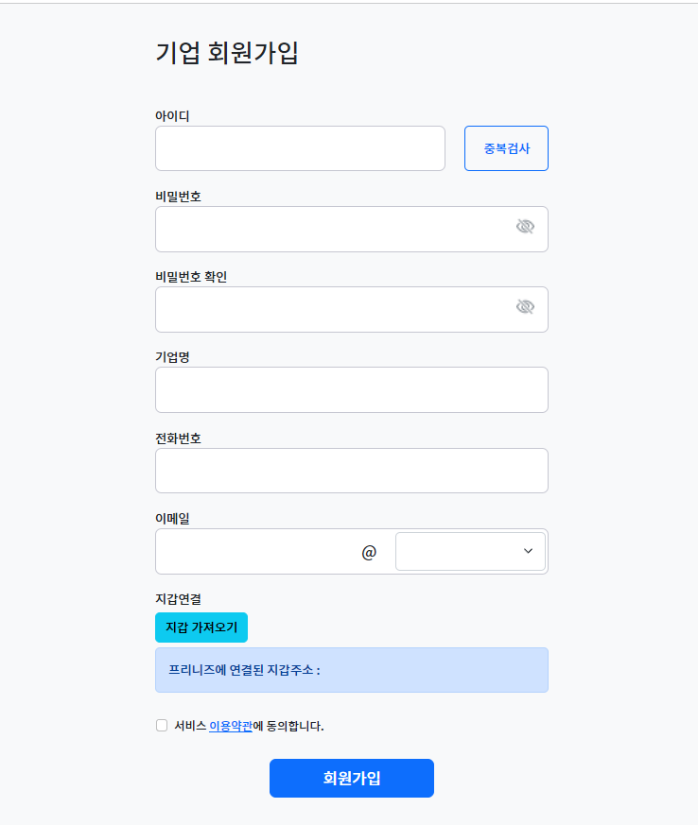 기업 회원가입
아이디
중복검사
비밀번호
비밀번호 확인
기업명
전화번호
이메일
@
지갑연결
지갑 가져오기
프리니즈에 연결된 지갑주소 :
서비스 이용약관에 동의합니다.
회원가입